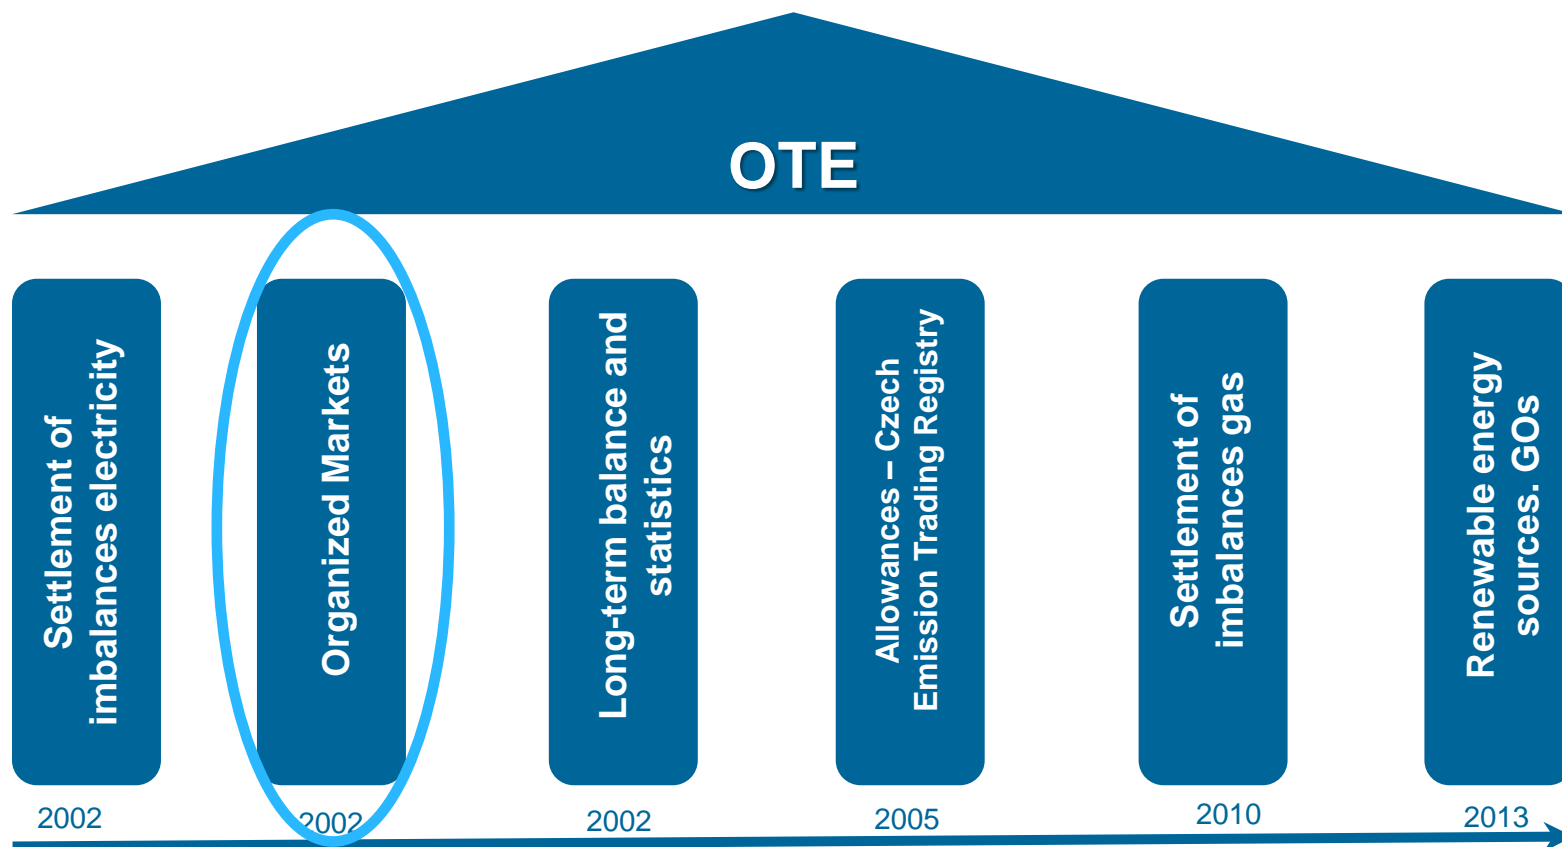 OTE
Settlement of
imbalances electricity
Organized Markets
Long-term balance and
statistics
Allowances – Czech
Emission Trading Registry
Settlement of
imbalances gas
Renewable energy
sources. GOs
2002
2002
2002
2005
2010
2013